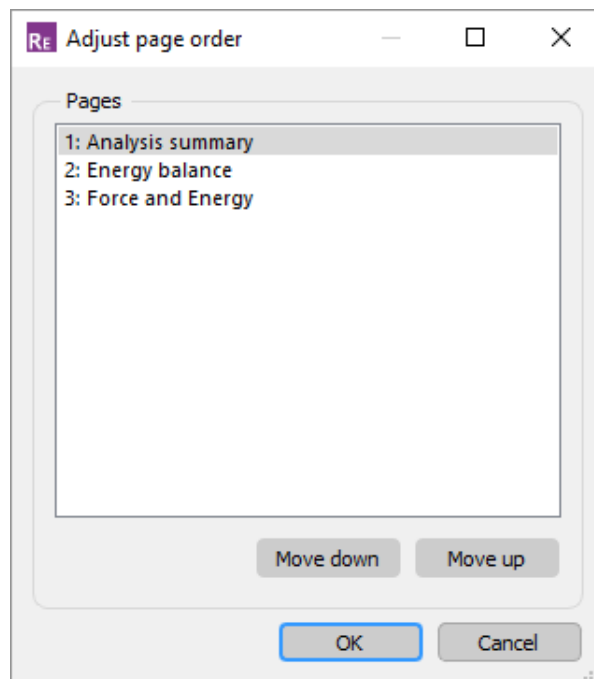 RE Adjust page order
Pages
1: Analysis summary
2: Energy balance
3: Force and Energy
Move down Move up
OK Cancel